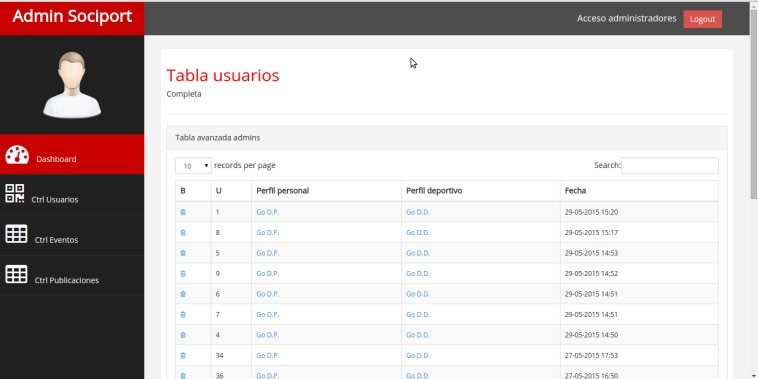 Admin Sociport
Acceso administradores Logout
Tabla usuarios
Completa
Dashboard
Ctrl Usuarios
Ctrl Eventos
Ctrl Publicaciones
Tabla avanzada admins
10 records per page Search:
B U Perfil personal Perfil deportivo Fecha
1 Go D.P. Go D.D. 29-05-2015 15:20
8 Go D.P. Go D.D. 29-05-2015 15:17
5 Go D.P. Go D.D. 29-05-2015 14:53
9 Go D.P. Go D.D. 29-05-2015 14:52
6 Go D.P. Go D.D. 29-05-2015 14:51
7 Go D.P. Go D.D. 29-05-2015 14:51
4 Go D.P. Go D.D. 29-05-2015 14:50
34 Go D.P. Go D.D. 27-05-2015 17:53
36 Go D.P. Go D.D. 27-05-2015 16:50